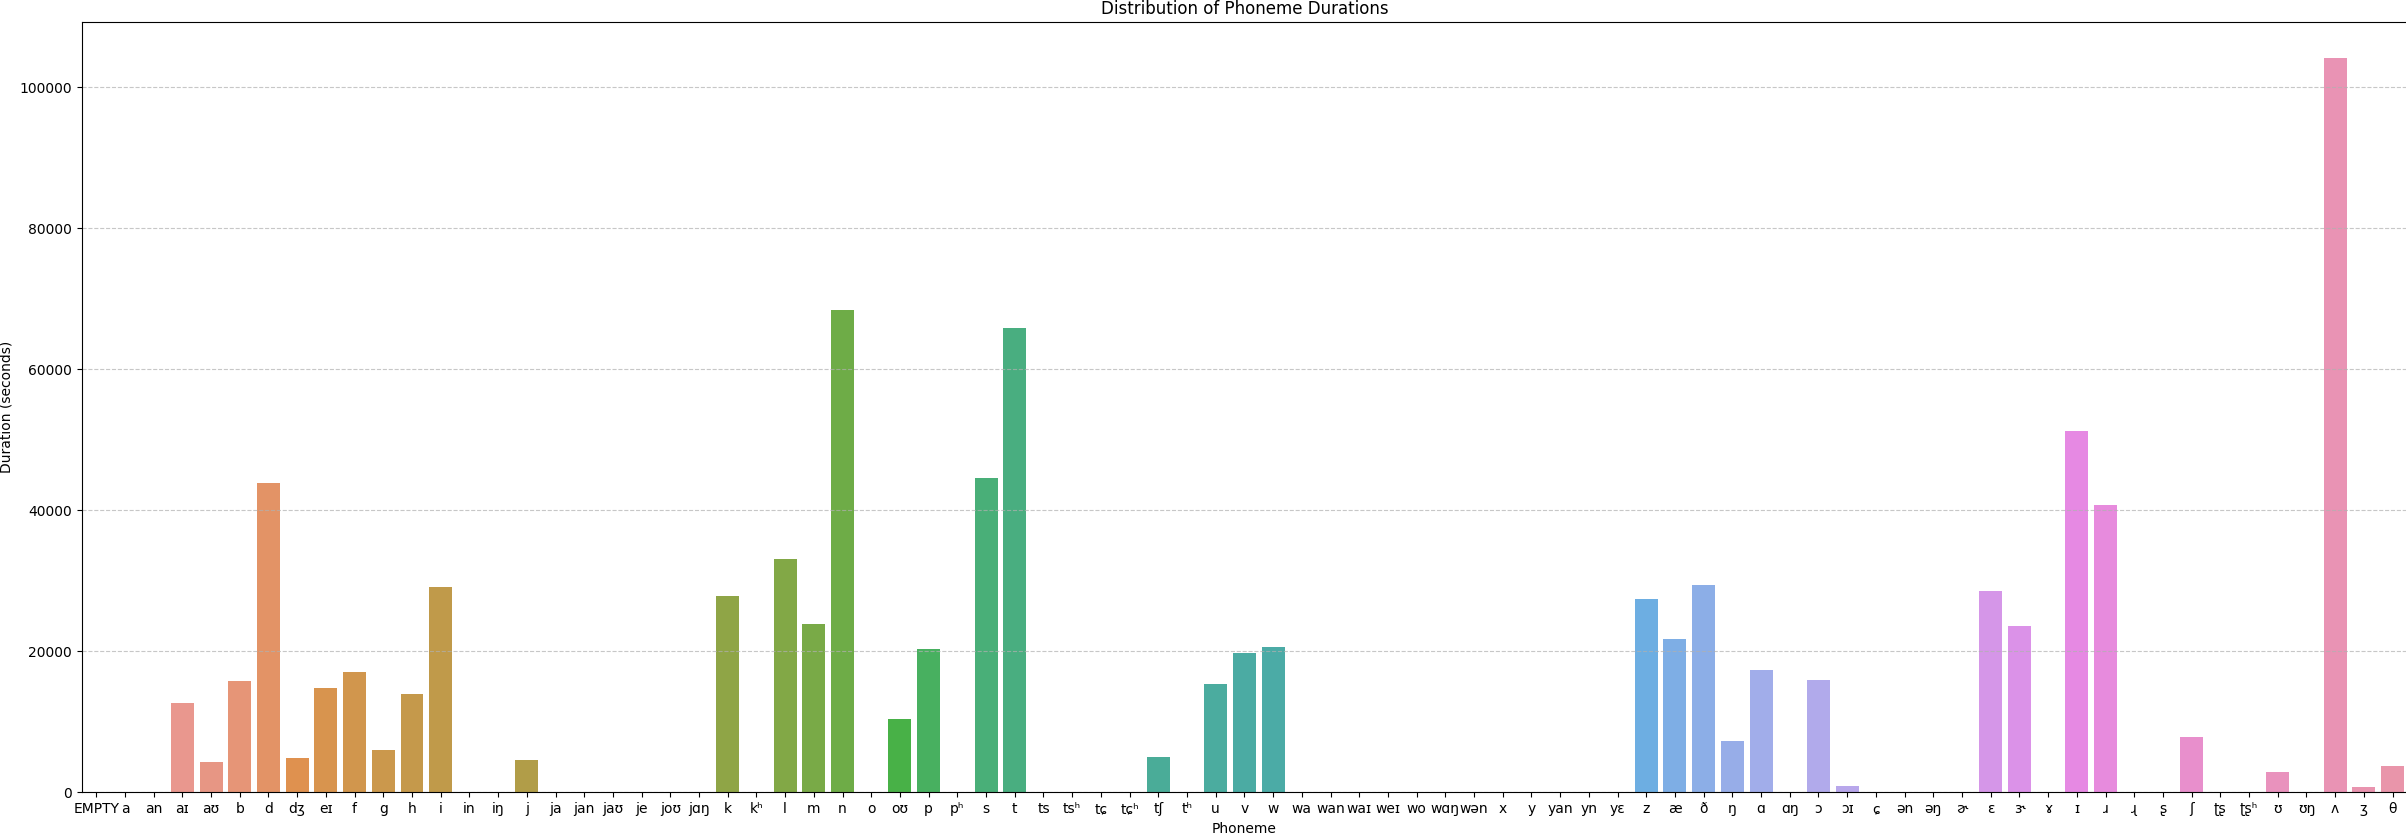 Distribution of Phoneme Durations
Duration (seconds)
100000
80000
60000
40000
20000
0
EMPTY a an aɪ aʊ b d dʒ eɪ f g h i in iŋ j ja jan jaʊ je joʊ jɑŋ k kʰ l m n o oʊ p pʰ s t ts tsʰ tɕ tɕʰ tʃ tʰ u v w wa wan waɪ weɪ wo wɑŋ wən x y yan yn yɛ z æ ð ŋ ɑ ɑŋ ɔ ɔɪ ɕ ən əŋ ɚ ɛ ɝ ɤ ɪ ɹ ɻ ʂ ʃ ʈʂ ʈʂʰ ʊ ʊŋ ʌ ʒ θ
Phoneme